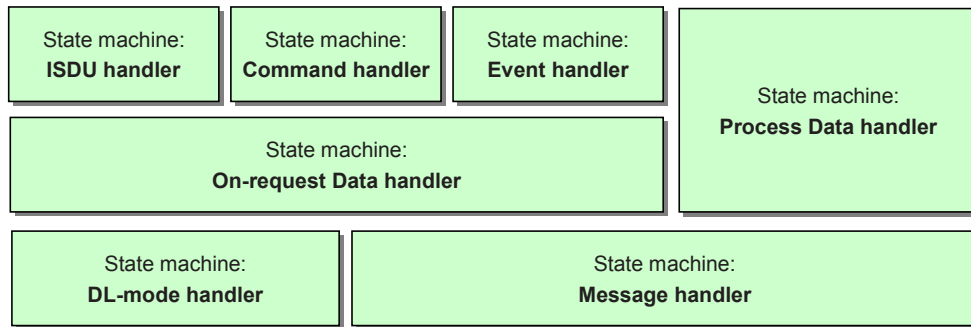 State machine:
ISDU handler
State machine:
Command handler
State machine:
Event handler
State machine:
Process Data handler
State machine:
On-request Data handler
State machine:
DL-mode handler
State machine:
Message handler